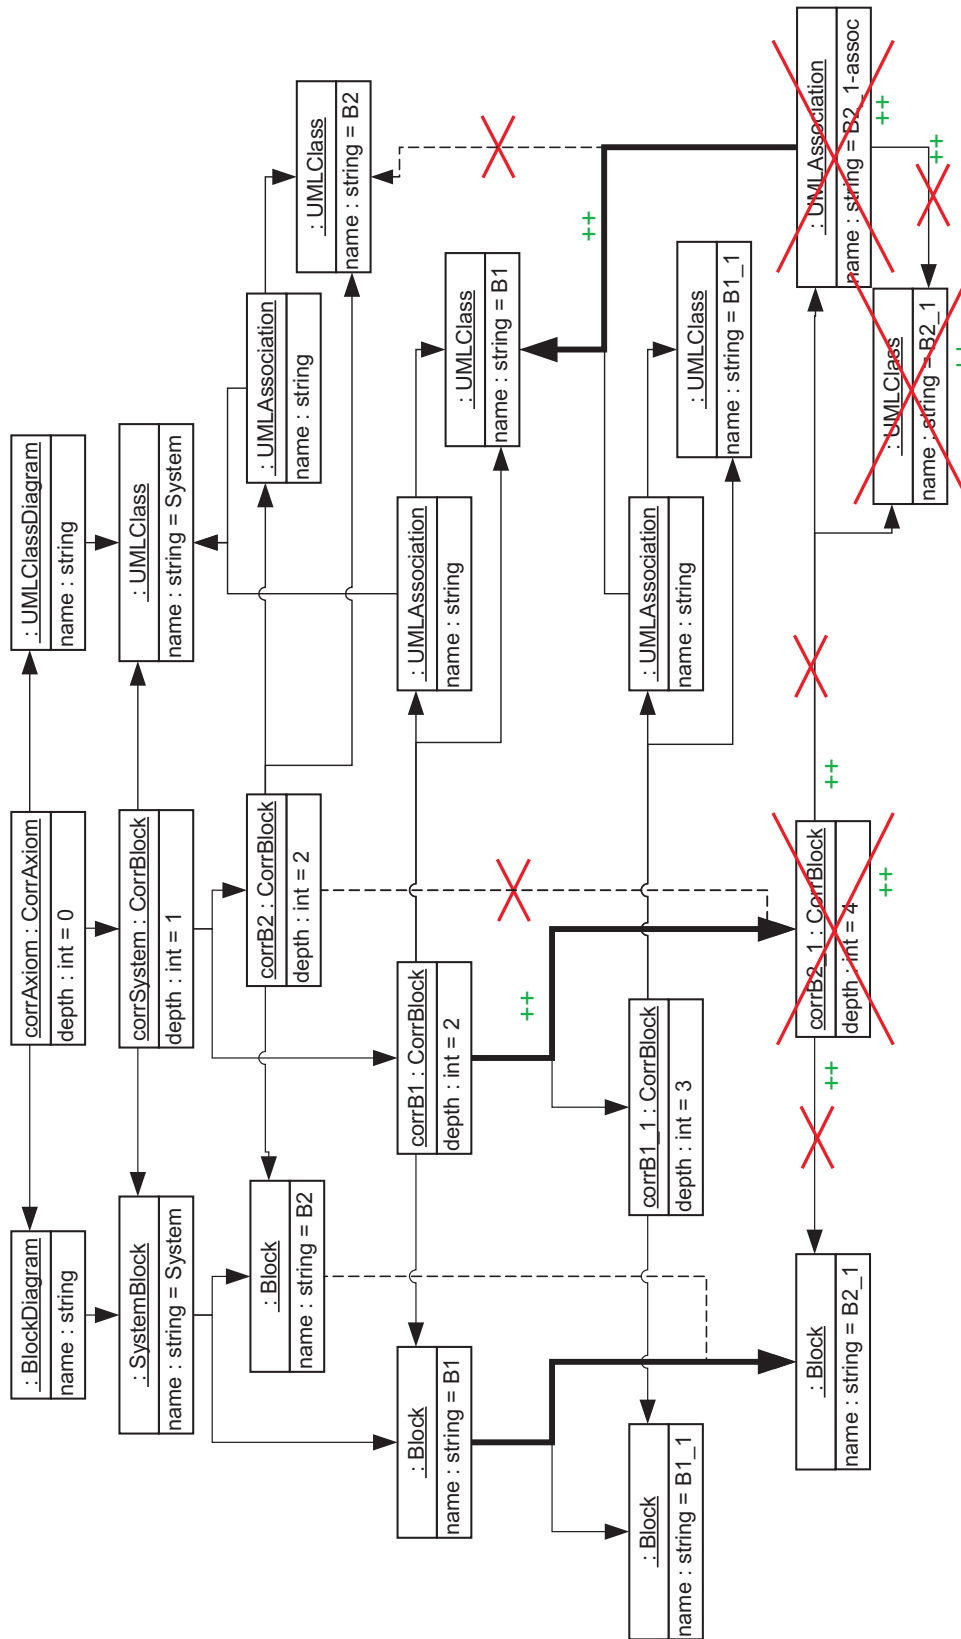 : BlockDiagram
name : string
corrAxiom : CorrAxiom
depth : int = 0
: UMLClassDiagram
name : string
: SystemBlock
name : string = System
corrSystem : CorrBlock
depth : int = 1
: UMLClass
name : string = System
: Block
name : string = B2
corrB2 : CorrBlock
depth : int = 2
: UMLAssociation
name : string
: UMLClass
name : string = B2
: Block
name : string = B1
corrB1 : CorrBlock
depth : int = 2
: UMLAssociation
name : string
: UMLClass
name : string = B1
++
++
: Block
name : string = B1_1
corrB1_1 : CorrBlock
depth : int = 3
: UMLAssociation
name : string
: UMLClass
name : string = B1_1
: Block
name : string = B2_1
++
corrB2_1 : CorrBlock
depth : int = 4
++
++
: UMLAssociation
name : string = B2_1-assoc
++
: UMLClass
name : string = B2_1
++